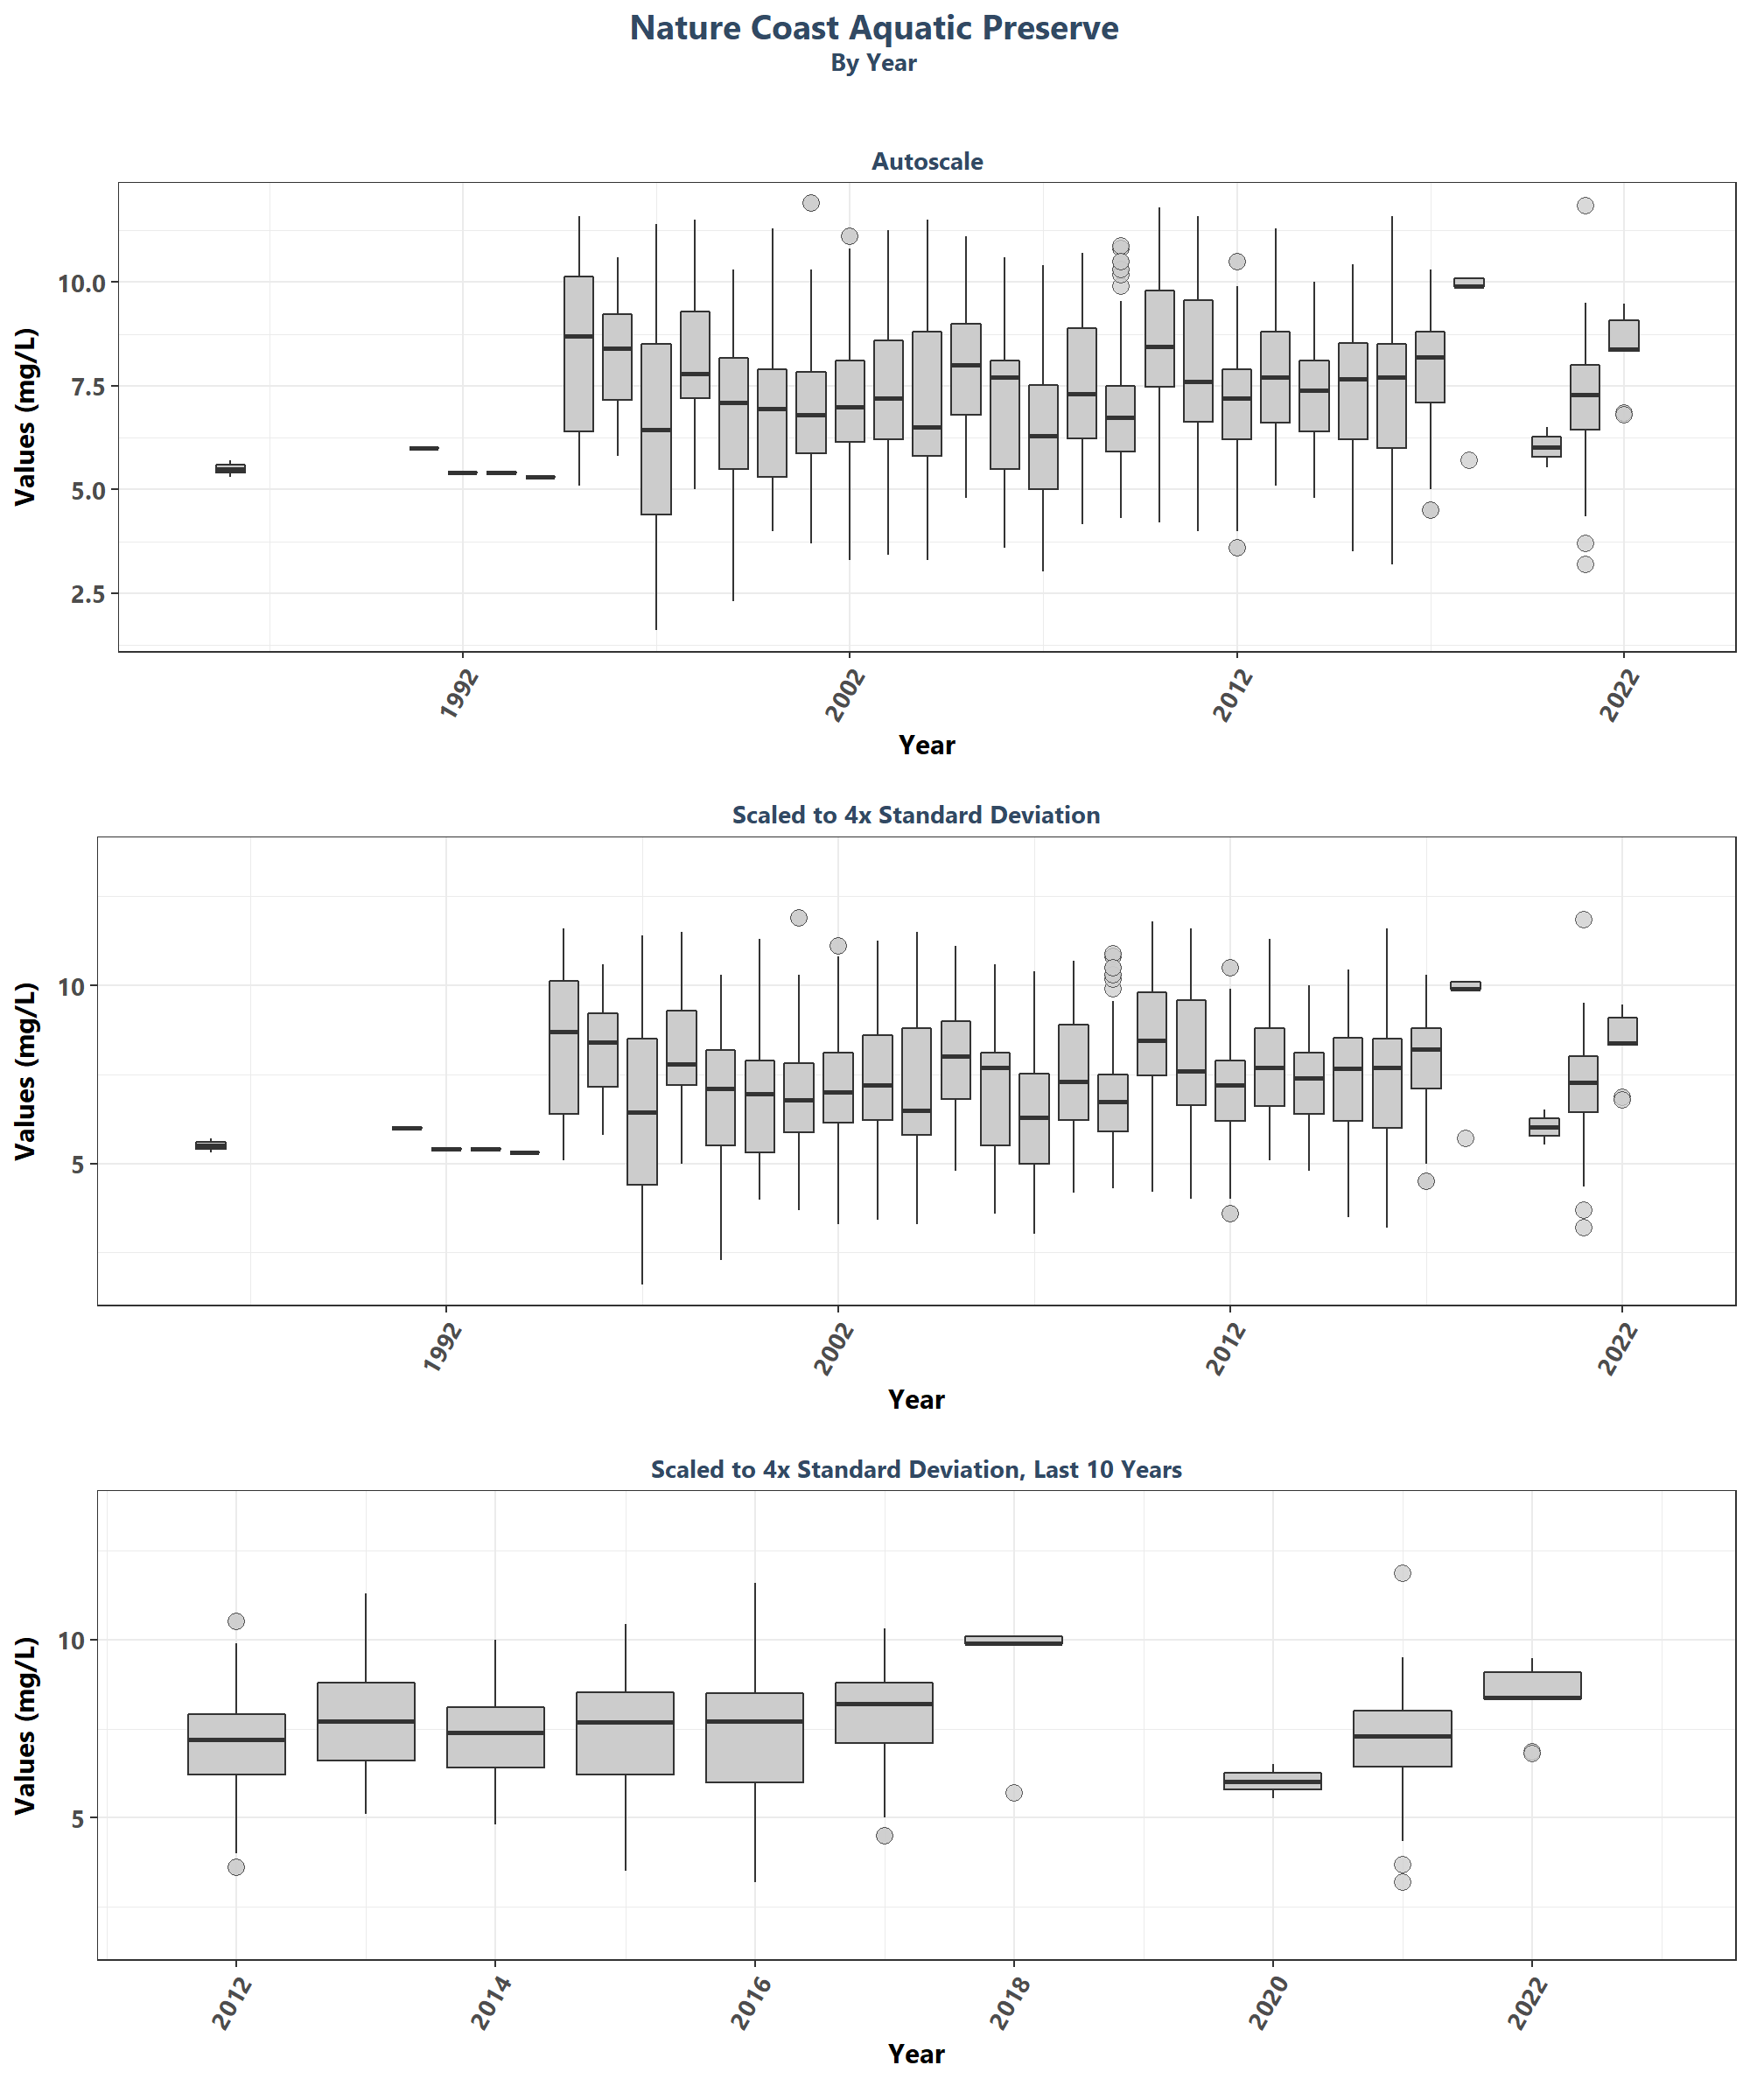 Nature Coast Aquatic Preserve
By Year
Autoscale
Values (mg/L)
10.0
7.5
5.0
2.5
1992
2002
2012
2022
Year
Scaled to 4x Standard Deviation
Values (mg/L)
10
5
1992
2002
2012
2022
Year
Scaled to 4x Standard Deviation, Last 10 Years
Values (mg/L)
10
5
2012
2014
2016
2018
2020
2022
Year